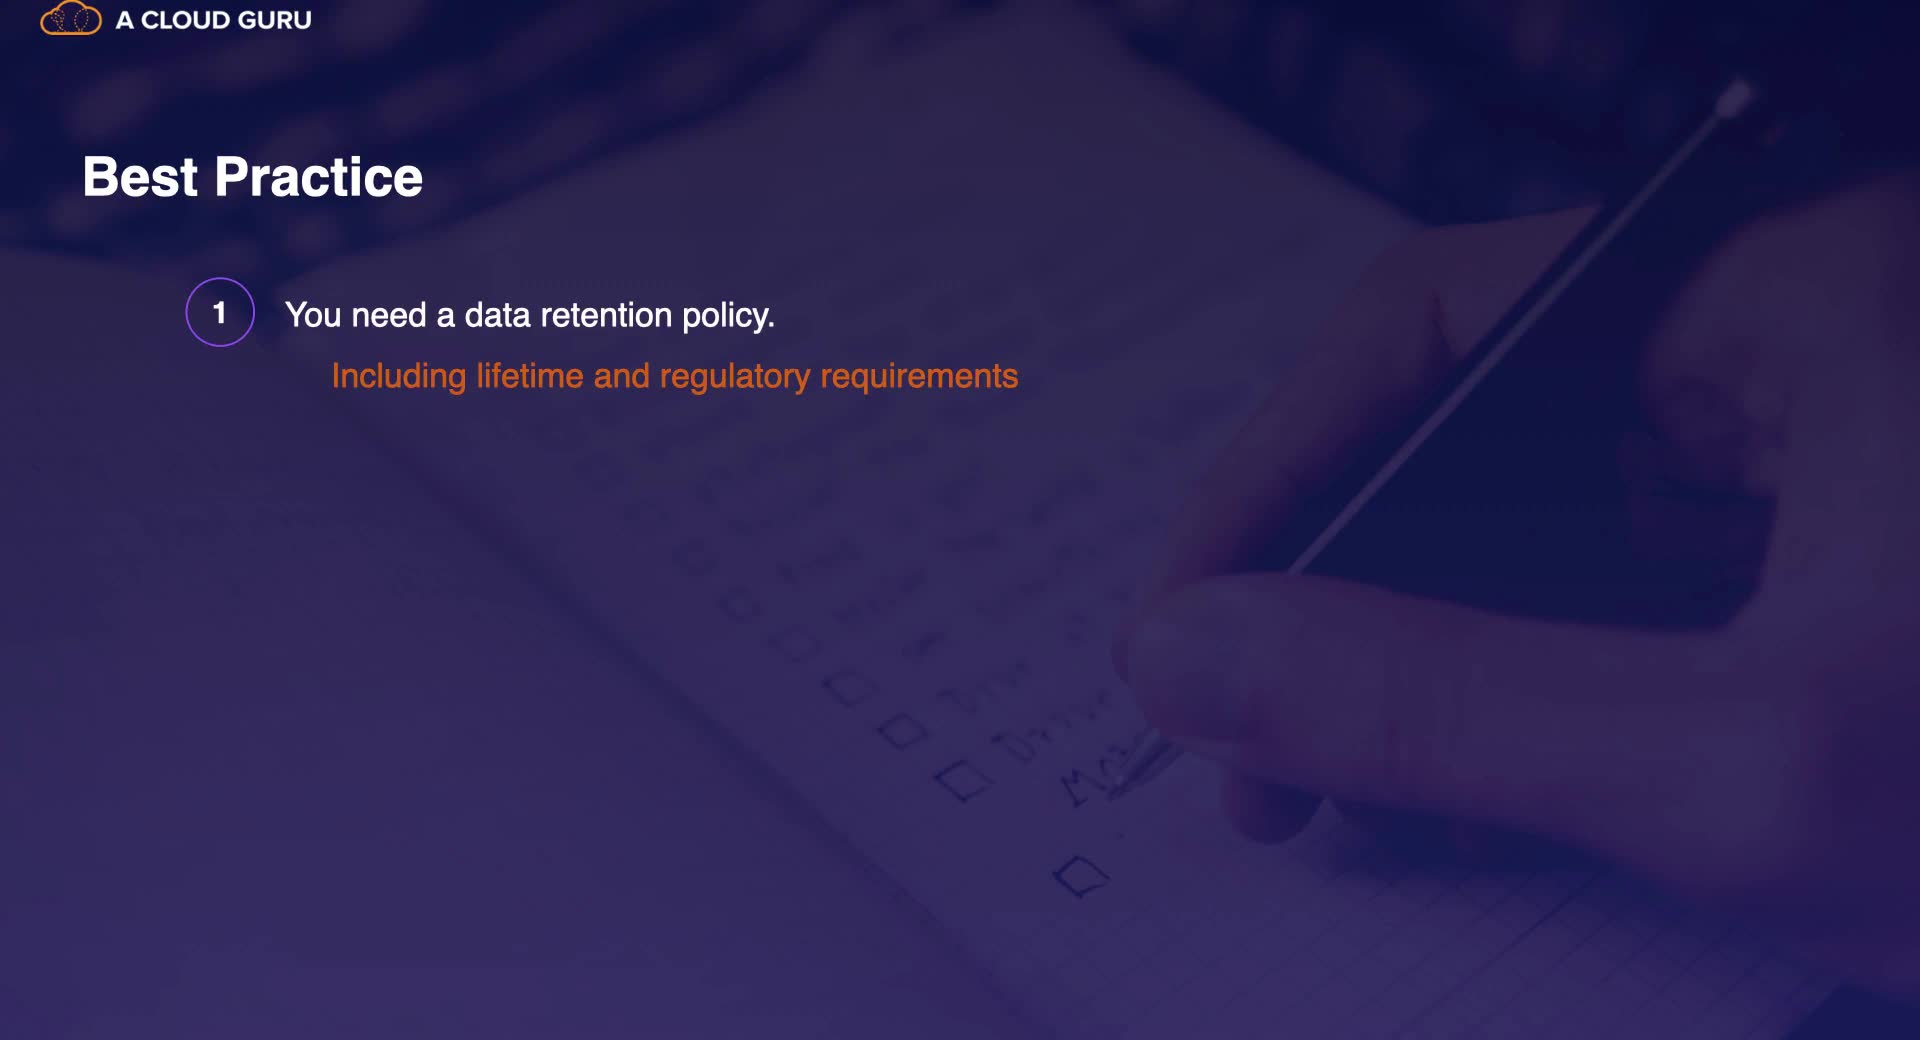 A CLOUD GURU
Best Practice
1 You need a data retention policy.
Including lifetime and regulatory requirements